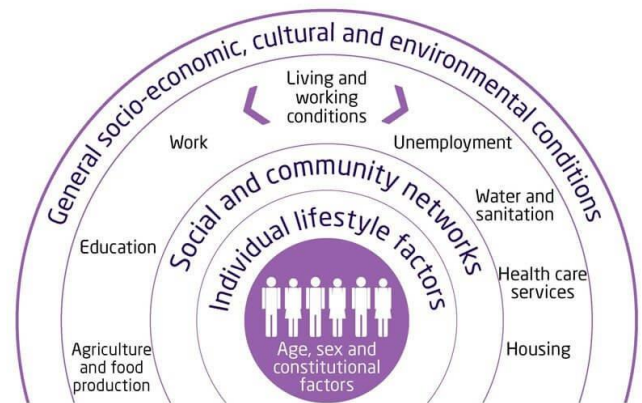 General socio-economic, cultural and environmental conditions
Living and
working
conditions
Work
Unemployment
Social and community networks
Water and
sanitation
Education
Individual lifestyle factors
Health care
services
Agriculture
and food
production
Housing
Age, sex and
constitutional
factors